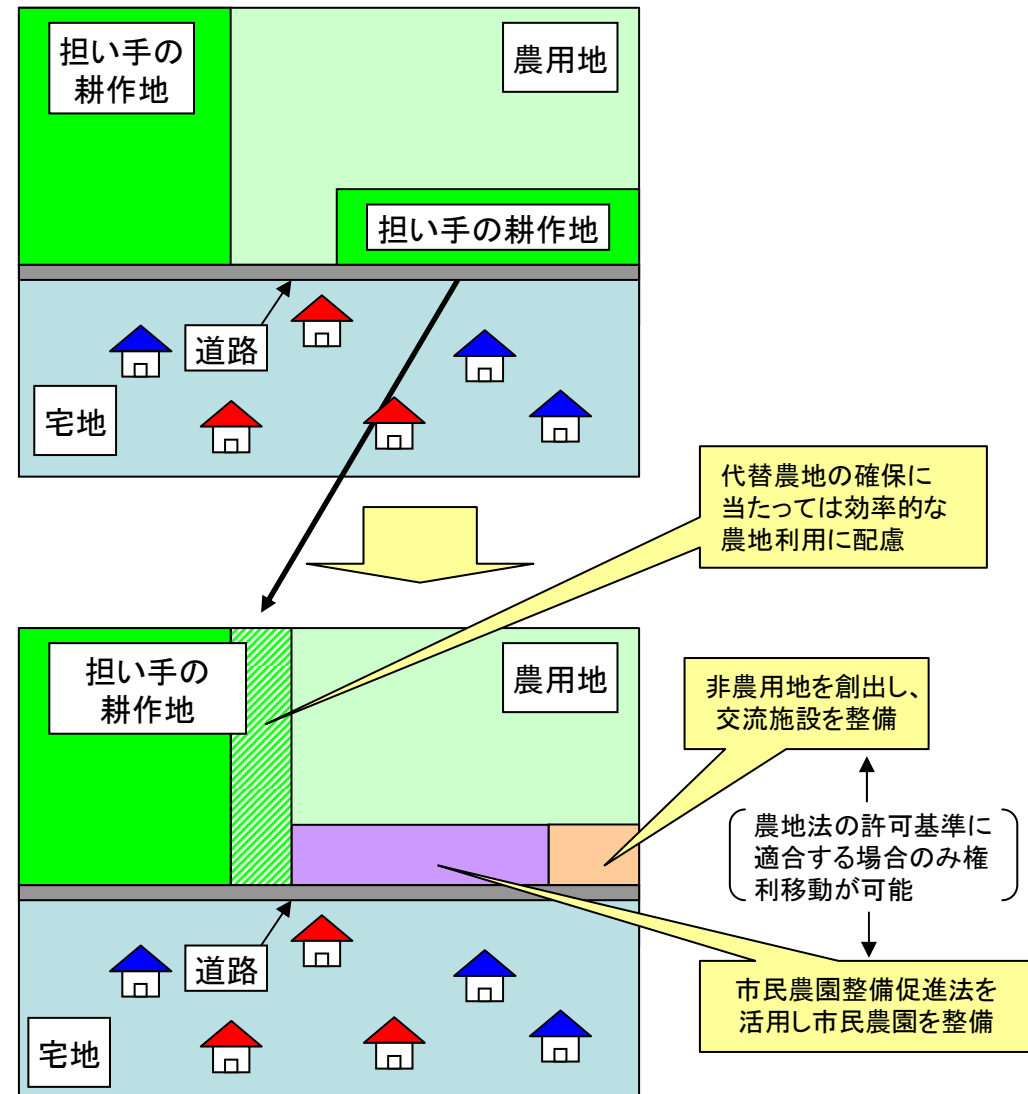 担い手の
耕作地
農用地
担い手の耕作地
道路
宅地
代替農地の確保に
当たっては効率的な
農地利用に配慮
担い手の
耕作地
農用地
非農用地を創出し、
交流施設を整備
農地法の許可基準に
適合する場合のみ権
利移動が可能
道路
宅地
市民農園整備促進法を
活用し市民農園を整備